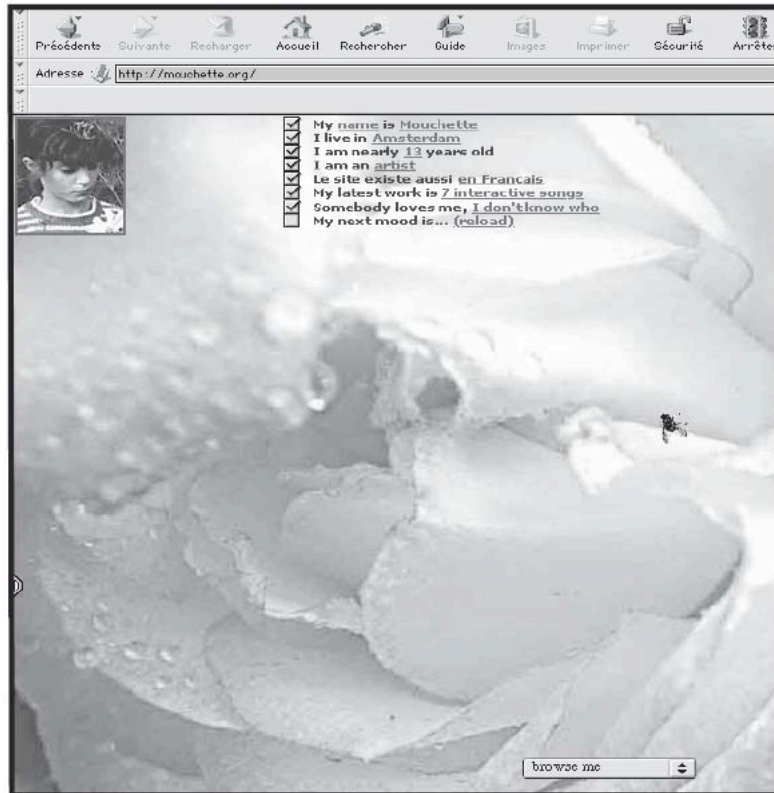 Précédente Suivante Recharger Accueil Rechercher Guide Images Imprimer Sécurité Arrêter
Adresse http://mouchette.org/
My name is Mouchette
I live in Amsterdam
I am nearly 13 years old
I am an artist
Le site existe aussi en Francais
My latest work is 7 interactive songs
Somebody loves me, I don't know who
My next mood is... (reload)
browse me